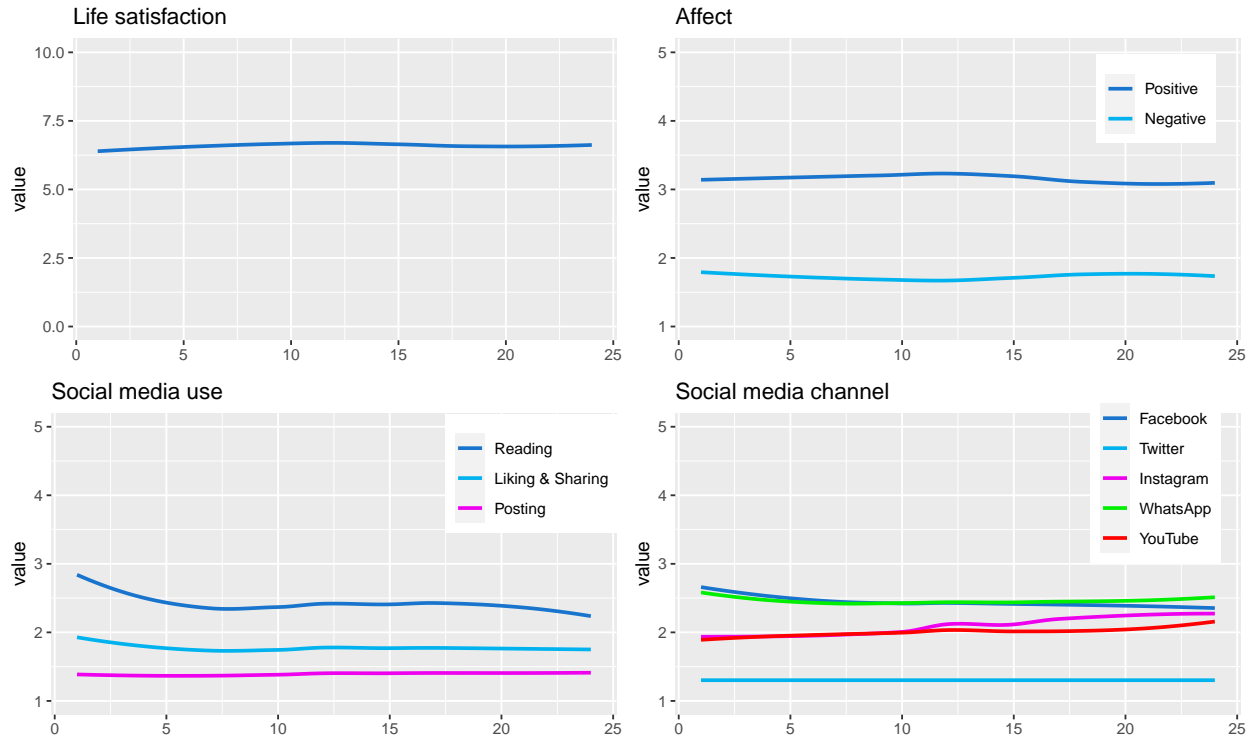 Life satisfaction
value
10.0
7.5
5.0
2.5
0.0
0 5 10 15 20 25
Affect
value
5
4
3
2
1
0 5 10 15 20 25
Positive
Negative
Social media use
value
5
4
3
2
1
0 5 10 15 20 25
Reading
Liking & Sharing
Posting
Social media channel
value
5
4
3
2
1
0 5 10 15 20 25
Facebook
Twitter
Instagram
WhatsApp
YouTube